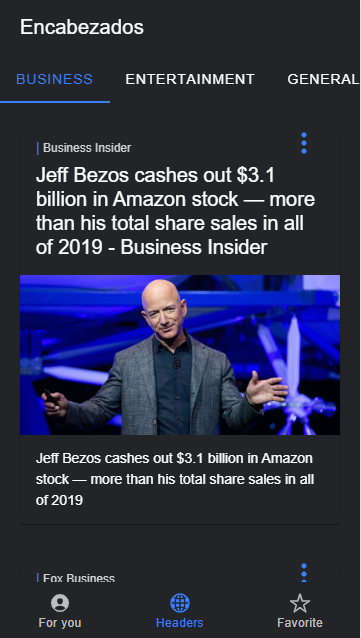 Encabezados
BUSINESS ENTERTAINMENT GENERAL
| Business Insider
Jeff Bezos cashes out $3.1
billion in Amazon stock — more
than his total share sales in all
of 2019 - Business Insider
Jeff Bezos cashes out $3.1 billion in Amazon
stock — more than his total share sales in all
of 2019
| Fox Business
For you Headers Favorite